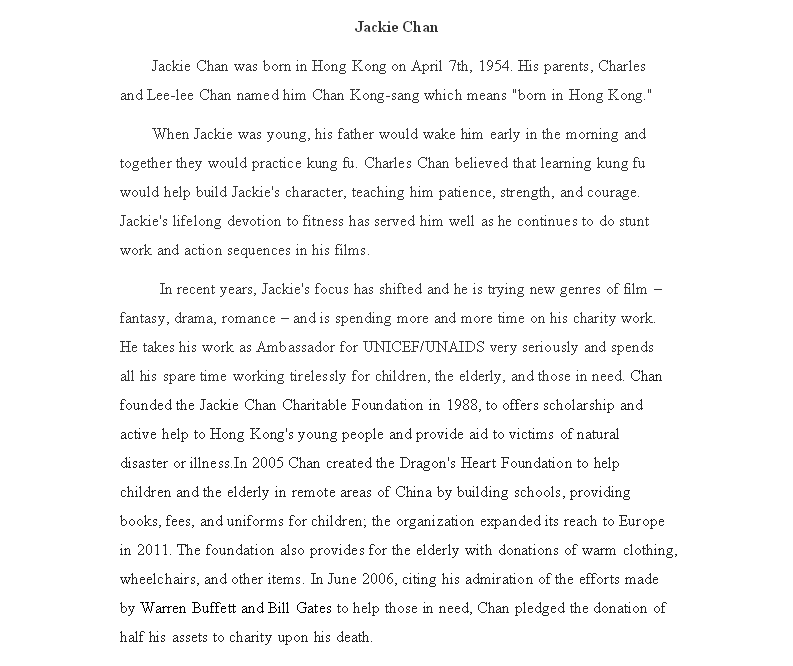 Jackie Chan
Jackie Chan was born in Hong Kong on April 7th, 1954. His parents, Charles
and Lee-lee Chan named him Chan Kong-sang which means "born in Hong Kong."
When Jackie was young, his father would wake him early in the morning and
together they would practice kung fu. Charles Chan believed that learning kung fu
would help build Jackie's character, teaching him patience, strength, and courage.
Jackie's lifelong devotion to fitness has served him well as he continues to do stunt
work and action sequences in his films.
In recent years, Jackie's focus has shifted and he is trying new genres of film –
fantasy, drama, romance – and is spending more and more time on his charity work.
He takes his work as Ambassador for UNICEF/UNAIDS very seriously and spends
all his spare time working tirelessly for children, the elderly, and those in need. Chan
founded the Jackie Chan Charitable Foundation in 1988, to offers scholarship and
active help to Hong Kong's young people and provide aid to victims of natural
disaster or illness.In 2005 Chan created the Dragon's Heart Foundation to help
children and the elderly in remote areas of China by building schools, providing
books, fees, and uniforms for children; the organization expanded its reach to Europe
in 2011. The foundation also provides for the elderly with donations of warm clothing,
wheelchairs, and other items. In June 2006, citing his admiration of the efforts made
by Warren Buffett and Bill Gates to help those in need, Chan pledged the donation of
half his assets to charity upon his death.